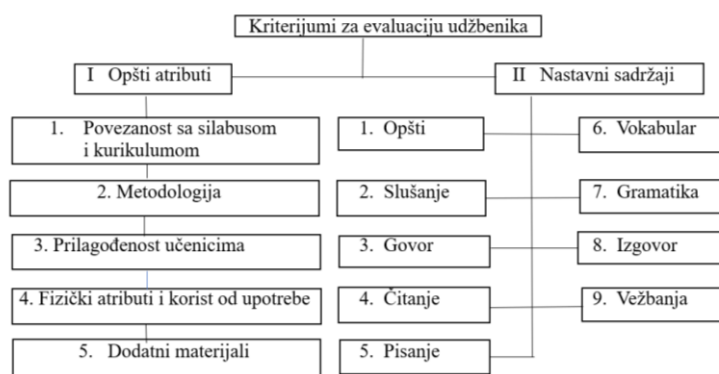 Kriterijumi za evaluaciju udžbenika
I Opšti atributi
II Nastavni sadržaji
1. Povezanost sa silabusom
i kurikulumom
2. Metodologija
3. Prilagođenost učenicima
4. Fizički atributi i korist od upotrebe
5. Dodatni materijali
1. Opšti
2. Slušanje
3. Govor
4. Čitanje
5. Pisanje
6. Vokabular
7. Gramatika
8. Izgovor
9. Vežbanja